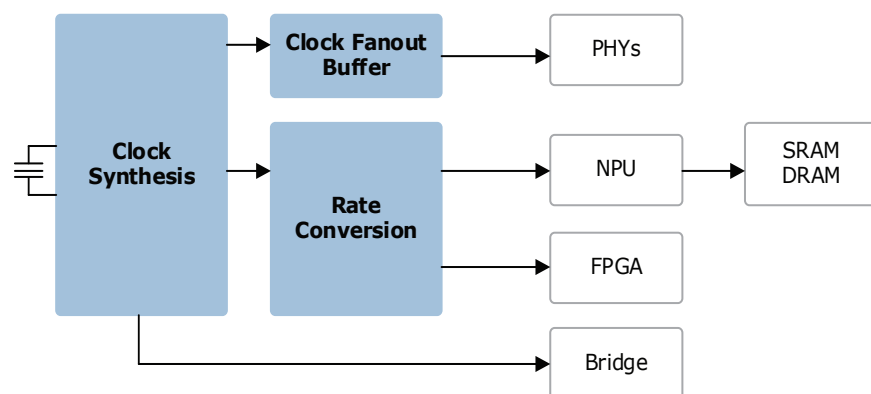 Clock Fanout
Buffer
PHYs
Clock
Synthesis
Rate
Conversion
NPU
SRAM
DRAM
FPGA
Bridge